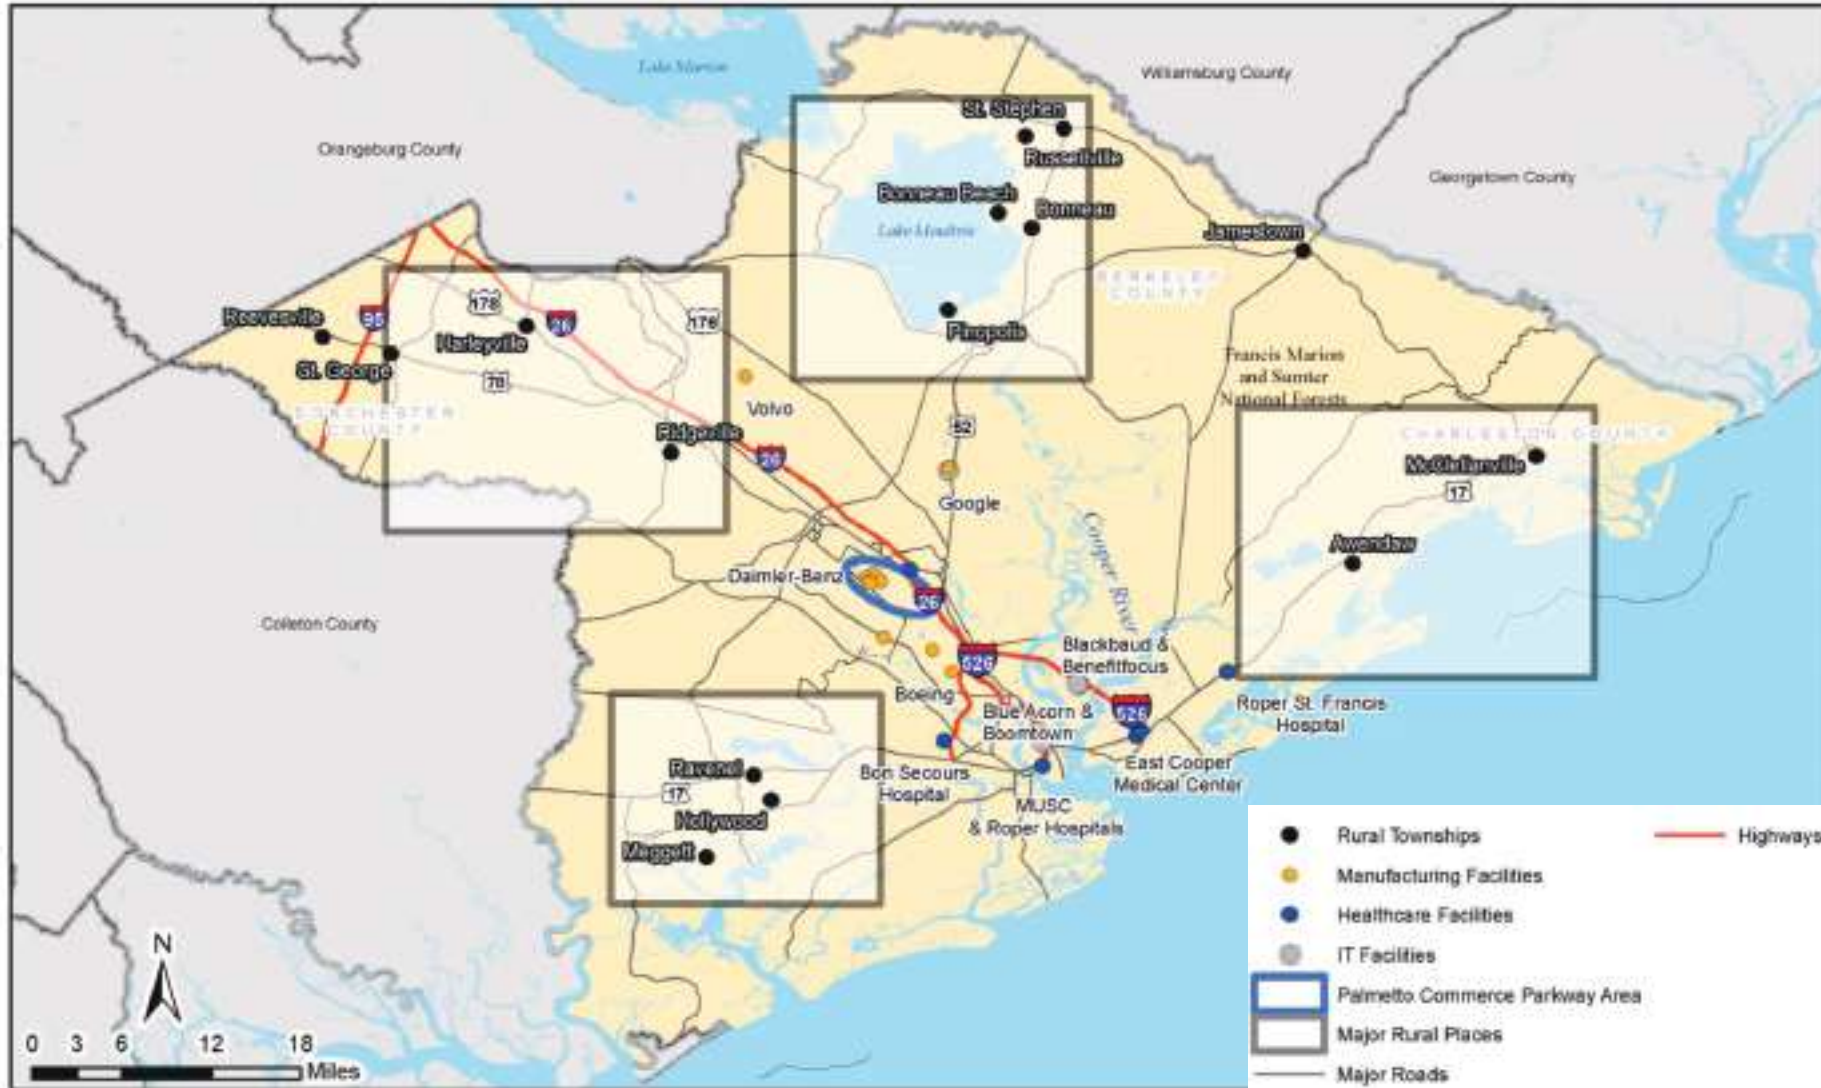 Lake Marion
Williamsburg County
Orangeburg County
St. Stephen
Russellville
Georgetown County
Bonneau Beach
Bonneau
Lake Moultrie
Jamestown
BERKELEY
COUNTY
178
95
26
176
Reevesville
Harleyville
Pinopolis
St. George
78
Francis Marion
and Sumter
National Forests
DORCHESTER
COUNTY
Volvo
Ridgeville
26
52
CHARLESTON COUNTY
McClellanville
17
Google
Cooper River
Awendaw
Daimler-Benz
26
Colleton County
Blackbaud &
Benefitfocus
526
Boeing
Blue Acorn &
Boomtown
526
Roper St. Francis
Hospital
Ravenel
17
Hollywood
Meggett
Bon Secours
Hospital
East Cooper
Medical Center
MUSC
& Roper Hospitals
N
0 3 6 12 18
Miles
Rural Townships
Highways
Manufacturing Facilities
Healthcare Facilities
IT Facilities
Palmetto Commerce Parkway Area
Major Rural Places
Major Roads